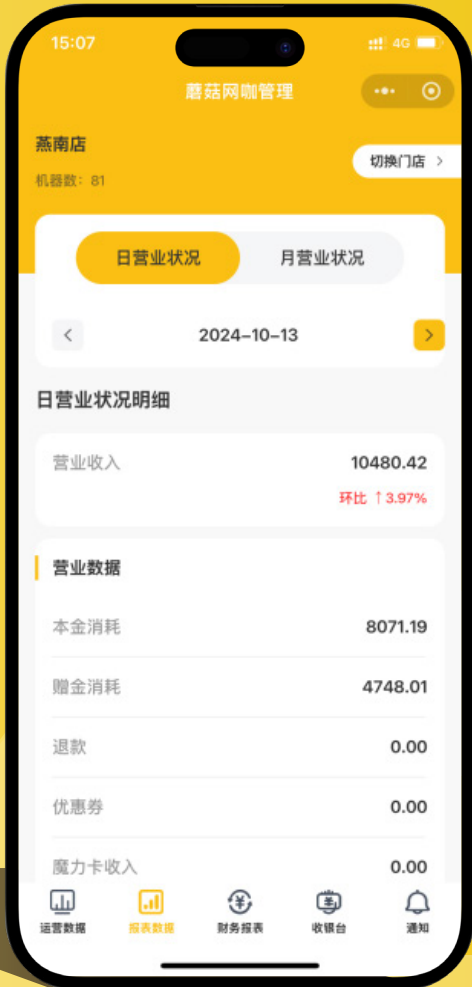 15:07
4G
蘑菇网咖管理
燕南店
切换门店 >
机器数: 81
日营业状况
月营业状况
<
2024-10-13
>
日营业状况明细
营业收入
10480.42
环比 ↑3.97%
营业数据
本金消耗
8071.19
赠金消耗
4748.01
退款
0.00
优惠券
0.00
魔力卡收入
0.00
运营数据
报表数据
财务报表
收银台
通知